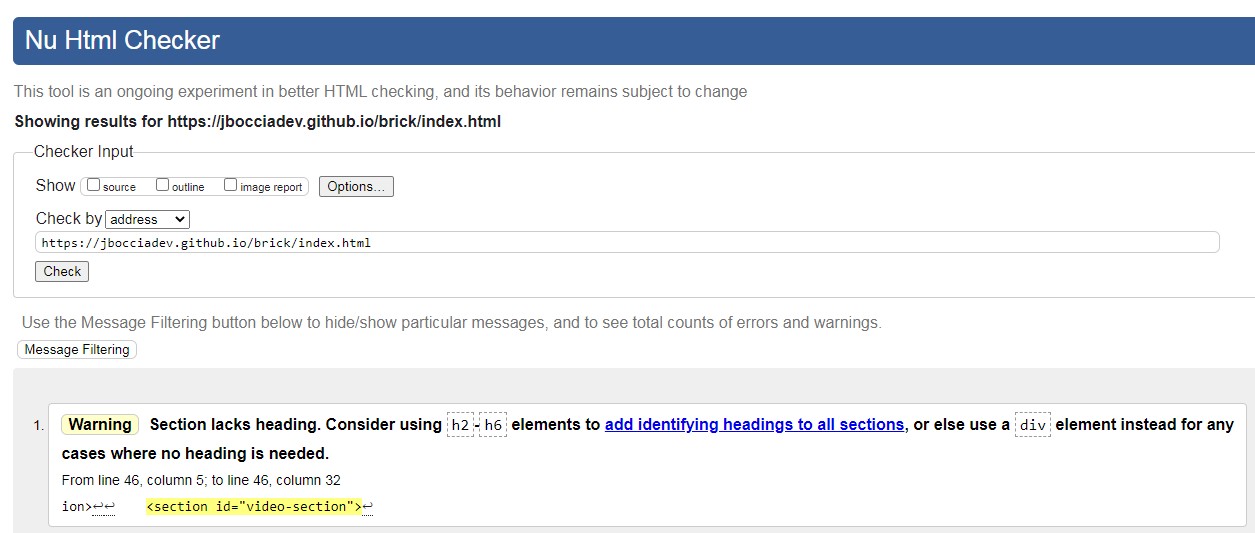 Nu Html Checker
This tool is an ongoing experiment in better HTML checking, and its behavior remains subject to change
Showing results for https://jbocciadev.github.io/brick/index.html
Checker Input
Show source outline image report Options...
Check by address
https://jbocciadev.github.io/brick/index.html
Check
Use the Message Filtering button below to hide/show particular messages, and to see total counts of errors and warnings.
Message Filtering
1. Warning Section lacks heading. Consider using h2-h6 elements to add identifying headings to all sections, or else use a div element instead for any
cases where no heading is needed.
From line 46, column 5; to line 46, column 32
ion>↩↩ <section id="video-section">↩